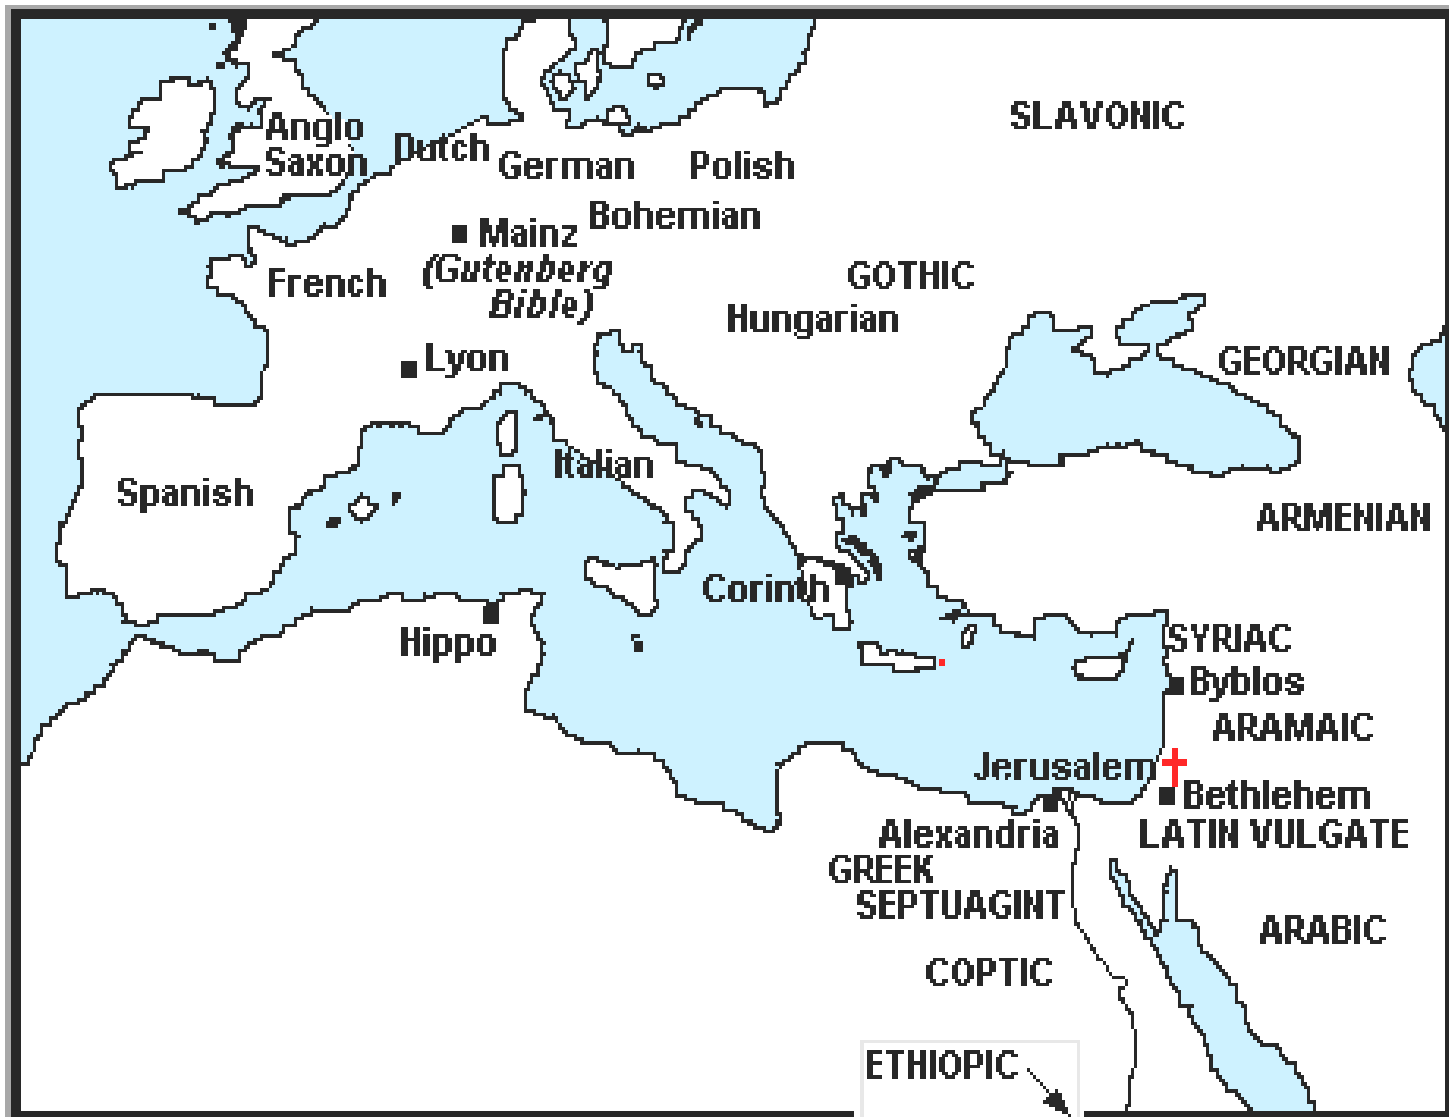 SLAVONIC
Anglo
Saxon
Dutch
German
Polish
Bohemian
Mainz
(Gutenberg
Bible)
French
GOTHIC
Hungarian
Lyon
GEORGIAN
Italian
Spanish
ARMENIAN
Corinth
Hippo
SYRIAC
Byblos
ARAMAIC
Jerusalem
Bethlehem
Alexandria
LATIN VULGATE
GREEK
SEPTUAGINT
ARABIC
COPTIC
ETHIOPIC